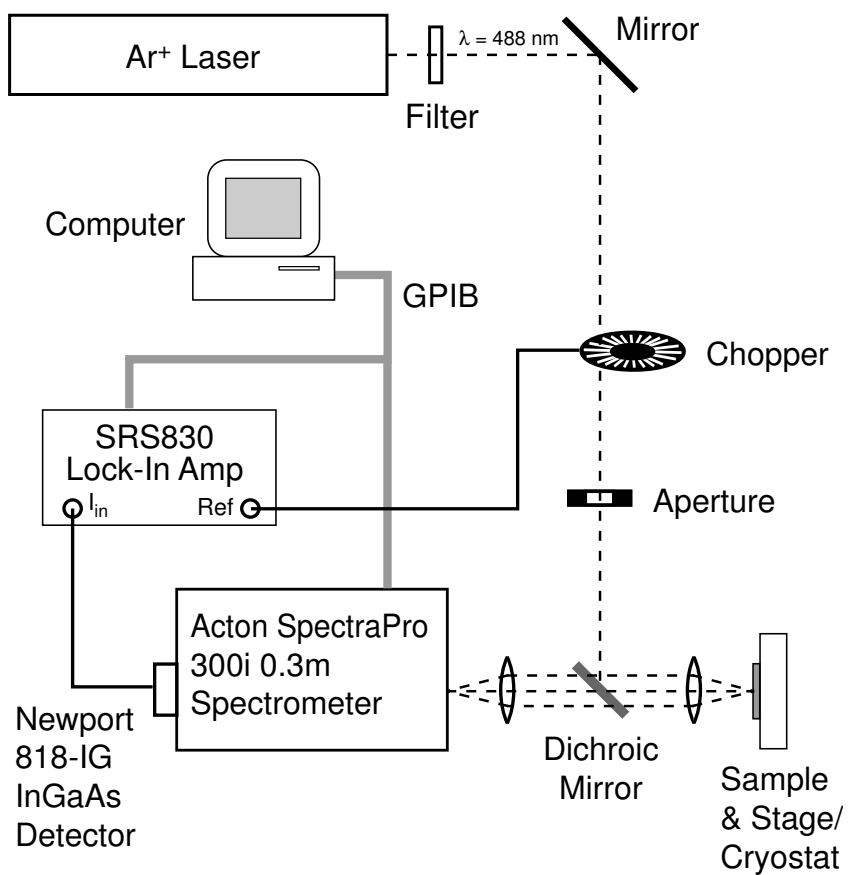 Ar⁺ Laser
λ = 488 nm
Mirror
Filter
Computer
GPIB
Chopper
SRS830
Lock-In Amp
Iin
Ref
Aperture
Acton SpectraPro
300i 0.3m
Spectrometer
Newport
818-IG
InGaAs
Detector
Dichroic
Mirror
Sample
& Stage/
Cryostat